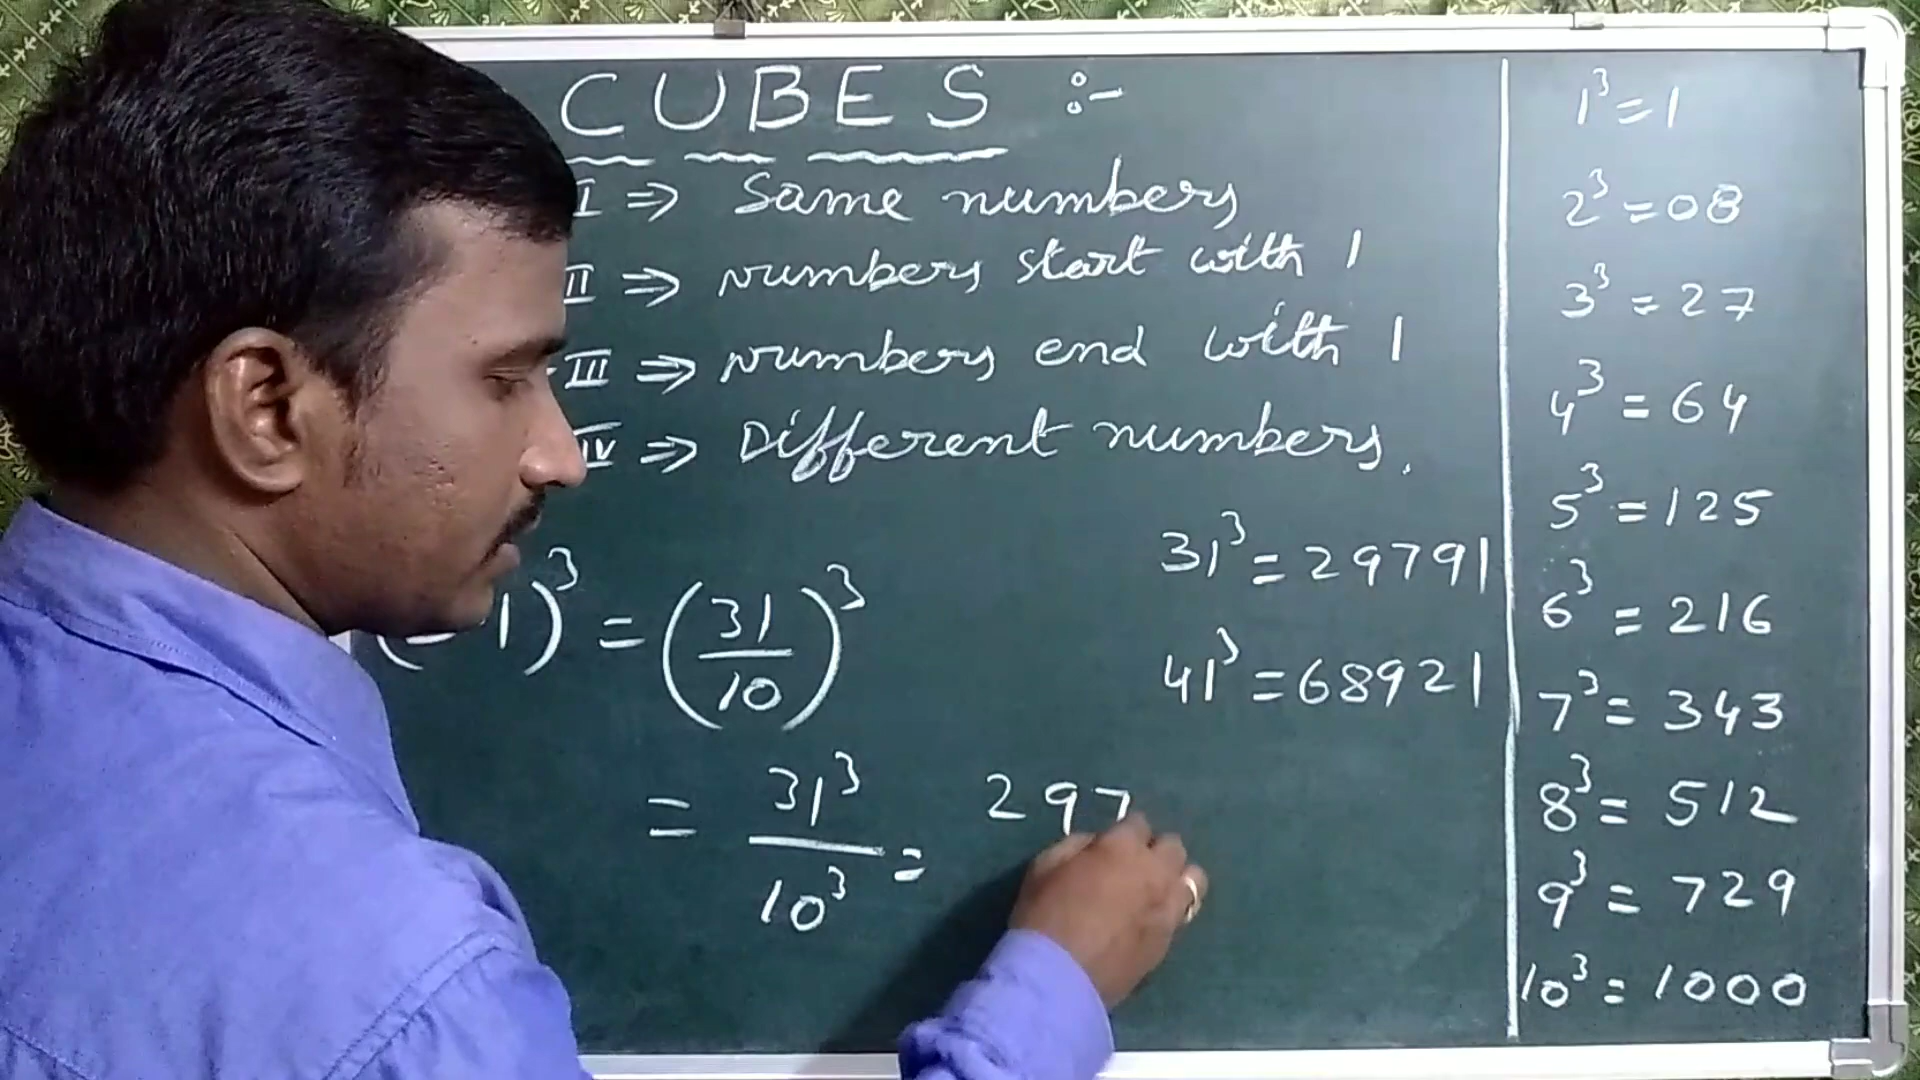 CUBES :-
I ⇒ Same numbers
II ⇒ numbers start with 1
III ⇒ numbers end with 1
IV ⇒ Different numbers.
31³ = 29791
41³ = 68921
1)³ = (31/10)³
= 31³/10³ = 297
1³ = 1
2³ = 08
3³ = 27
4³ = 64
5³ = 125
6³ = 216
7³ = 343
8³ = 512
9³ = 729
10³ = 1000